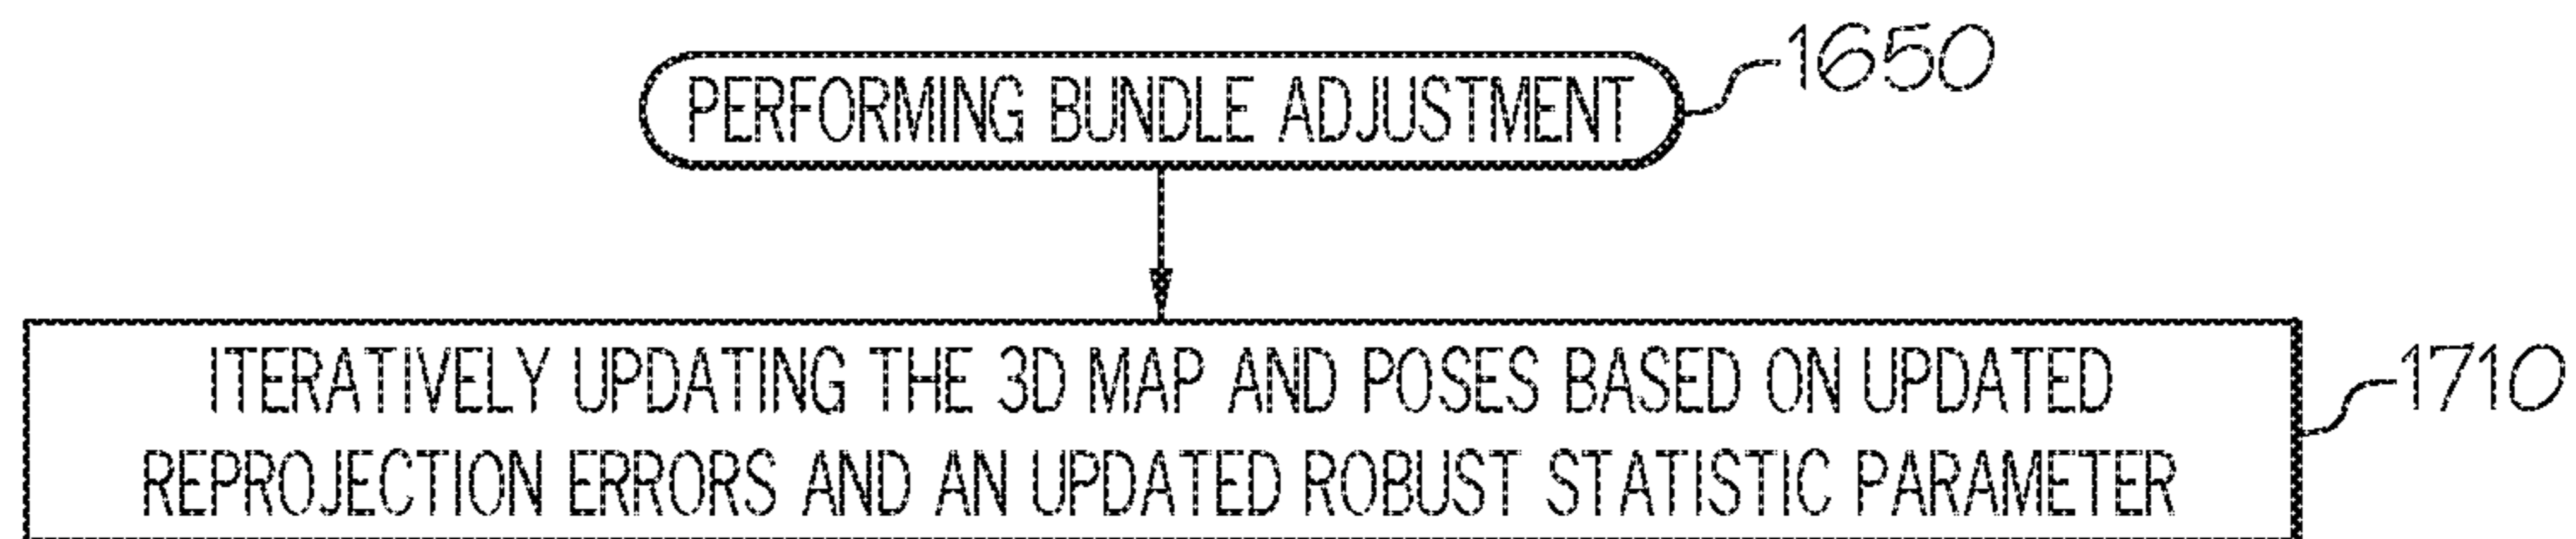 PERFORMING BUNDLE ADJUSTMENT
1650
ITERATIVELY UPDATING THE 3D MAP AND POSES BASED ON UPDATED
REPROJECTION ERRORS AND AN UPDATED ROBUST STATISTIC PARAMETER
1710